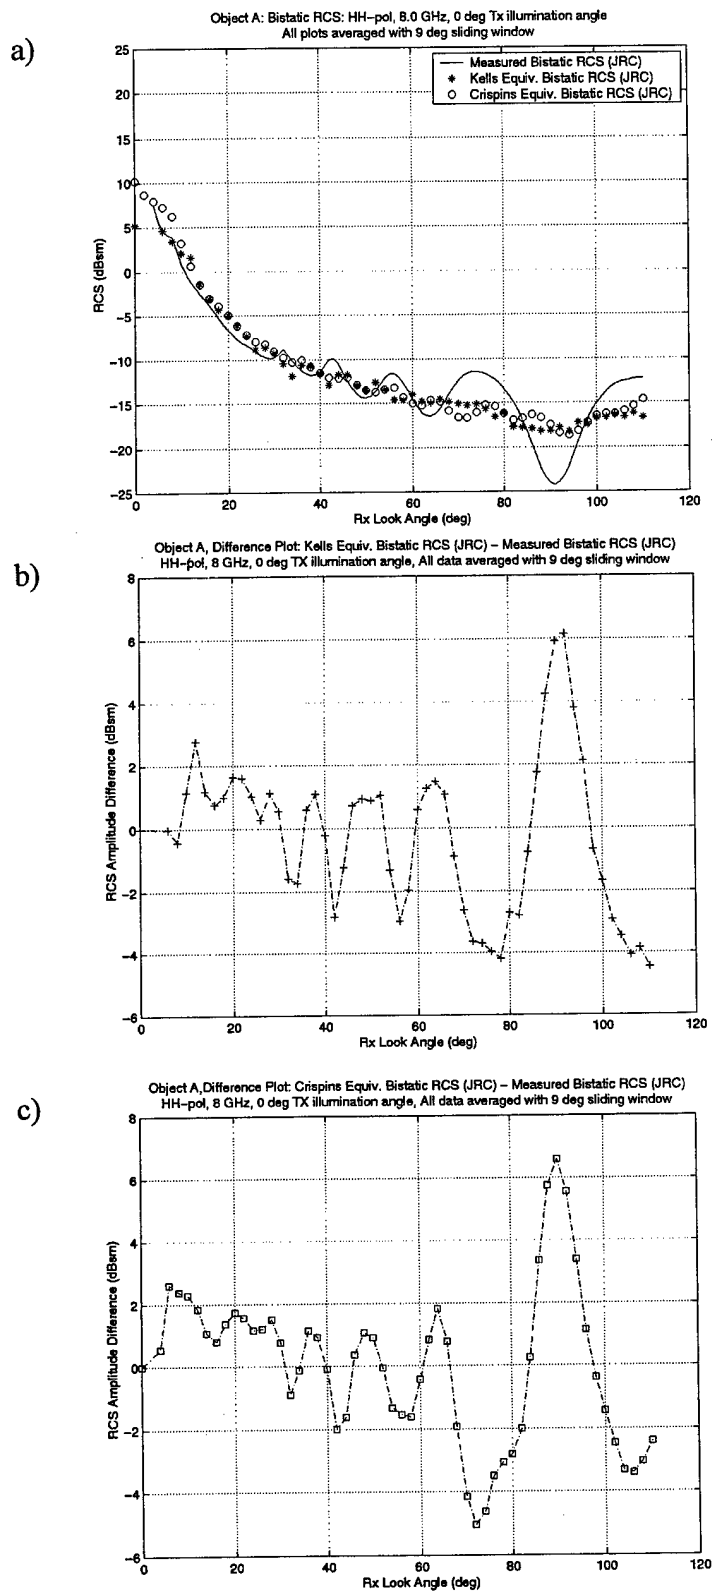 a)
Object A: Bistatic RCS: HH-pol, 8.0 GHz, 0 deg Tx illumination angle
All plots averaged with 9 deg sliding window
Measured Bistatic RCS (JRC)
Kells Equiv. Bistatic RCS (JRC)
Crispins Equiv. Bistatic RCS (JRC)
RCS (dBsm)
25
20
15
10
5
0
-5
-10
-15
-20
-25
0
20
40
60
80
100
120
Rx Look Angle (deg)
b)
Object A, Difference Plot: Kells Equiv. Bistatic RCS (JRC) – Measured Bistatic RCS (JRC)
HH-pol, 8 GHz, 0 deg TX illumination angle, All data averaged with 9 deg sliding window
RCS Amplitude Difference (dBsm)
8
6
4
2
0
-2
-4
-6
0
20
40
60
80
100
120
Rx Look Angle (deg)
c)
Object A,Difference Plot: Crispins Equiv. Bistatic RCS (JRC) – Measured Bistatic RCS (JRC)
HH-pol, 8 GHz, 0 deg TX illumination angle, All data averaged with 9 deg sliding window
RCS Amplitude Difference (dBsm)
8
6
4
2
0
-2
-4
-6
0
20
40
60
80
100
120
Rx Look Angle (deg)